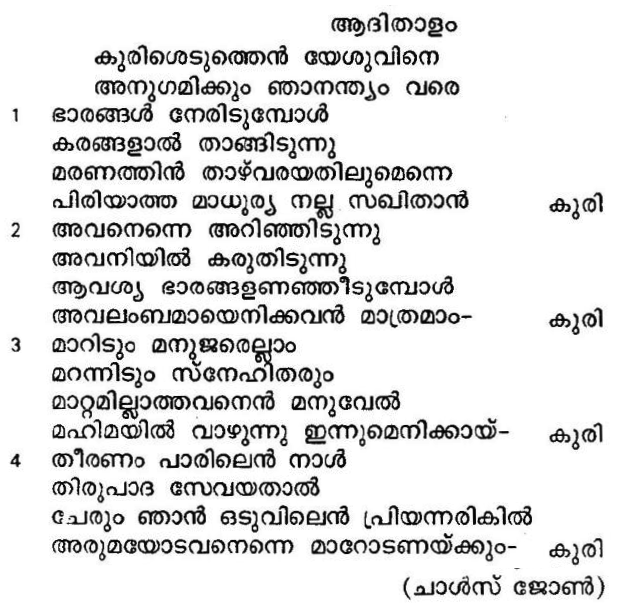 ആദിതാളം
കുരിശെടുത്തെൻ യേശുവിനെ
അനുഗമിക്കും ഞാനന്ത്യം വരെ
1 ഭാരങ്ങൾ നേരിടുമ്പോൾ
കരങ്ങളാൽ താങ്ങിടുന്നു
മരണത്തിൻ താഴ്വരയതിലുമെന്നെ
പിരിയാത്ത മാധുര്യ നല്ല സഖിതാൻ കുരി
2 അവനെന്നെ അറിഞ്ഞിടുന്നു
അവനിയിൽ കരുതിടുന്നു
ആവശ്യ ഭാരങ്ങളണഞ്ഞീടുമ്പോൾ
അവലംബമായെനിക്കവൻ മാത്രമാം- കുരി
3 മാറിടും മനുജരെല്ലാം
മറന്നിടും സ്നേഹിതരും
മാറ്റമില്ലാത്തവനെൻ മനുവേൽ
മഹിമയിൽ വാഴുന്നു ഇന്നുമെനിക്കായ്- കുരി
4 തീരണം പാരിലെൻ നാൾ
തിരുപാദ സേവയതാൽ
ചേരും ഞാൻ ഒടുവിലെൻ പ്രിയന്നരികിൽ
അരുമയോടവനെന്നെ മാറോടണയ്ക്കും- കുരി
(ചാൾസ് ജോൺ)